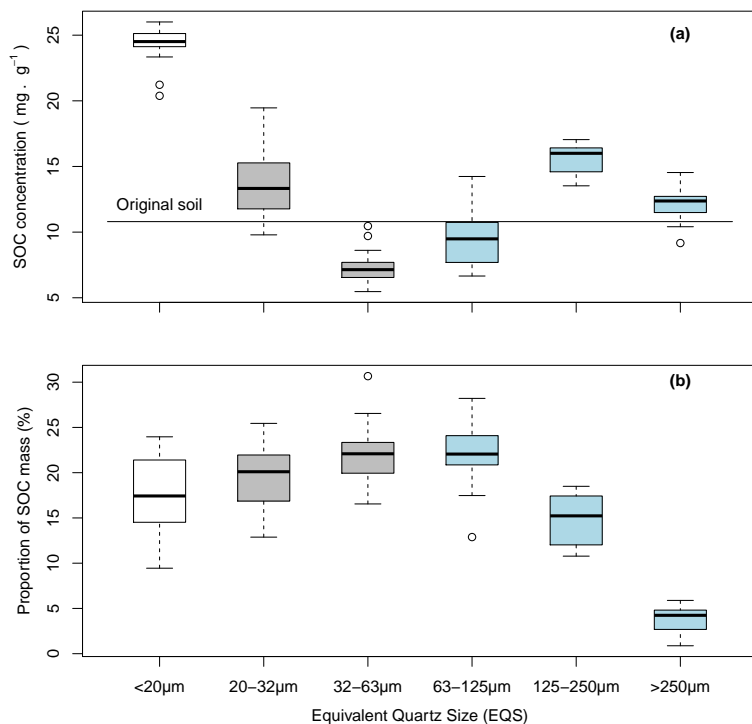 (a)
SOC concentration ( mg . g⁻¹ )
25
20
15
10
5
Original soil
(b)
Proportion of SOC mass (%)
30
25
20
15
10
5
0
<20µm
20–32µm
32–63µm
63–125µm
125–250µm
>250µm
Equivalent Quartz Size (EQS)